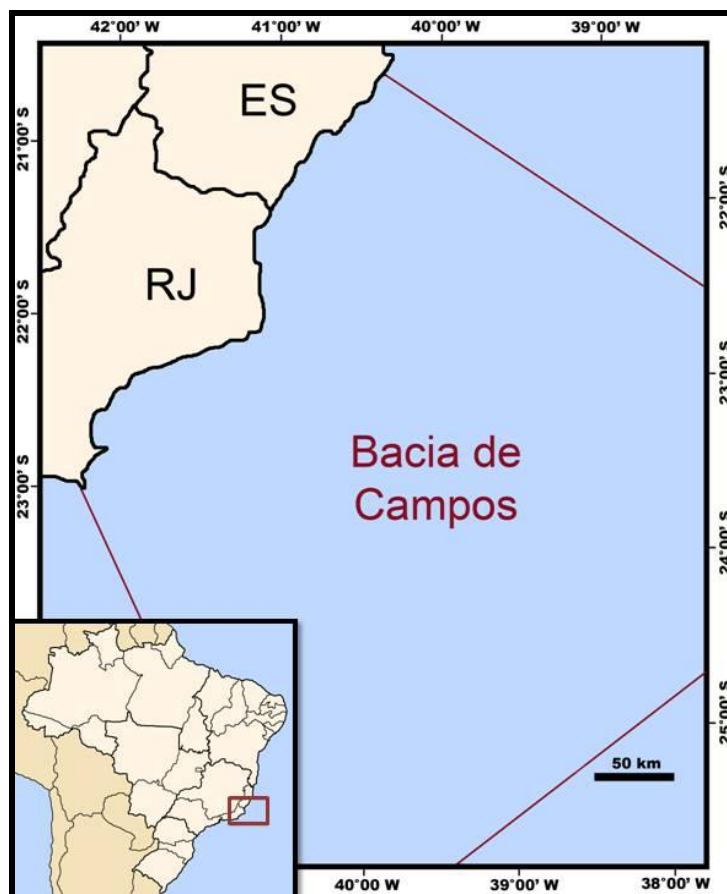 42°00' W
41°00' W
40°00' W
39°00' W
ES
21°00' S
22°00' S
RJ
22°00' S
23°00' S
Bacia de
Campos
23°00' S
24°00' S
25°00' S
50 km
40°00' W
39°00' W
38°00' W